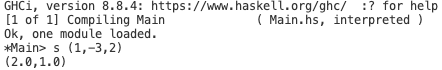 GHCi, version 8.8.4: https://www.haskell.org/ghc/  :? for help
[1 of 1] Compiling Main             ( Main.hs, interpreted )
Ok, one module loaded.
*Main> s (1,-3,2)
(2.0,1.0)